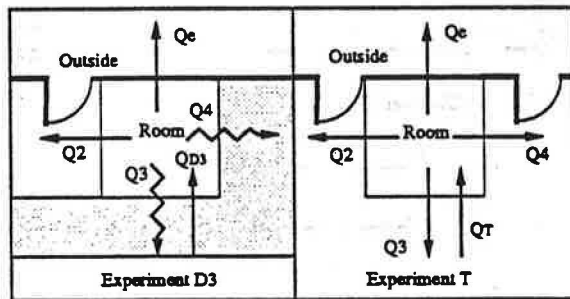 Qe
Outside
Q4
Room
Q2
Q3
QD3
Experiment D3
Qe
Outside
Room
Q2
Q4
Q3
QT
Experiment T